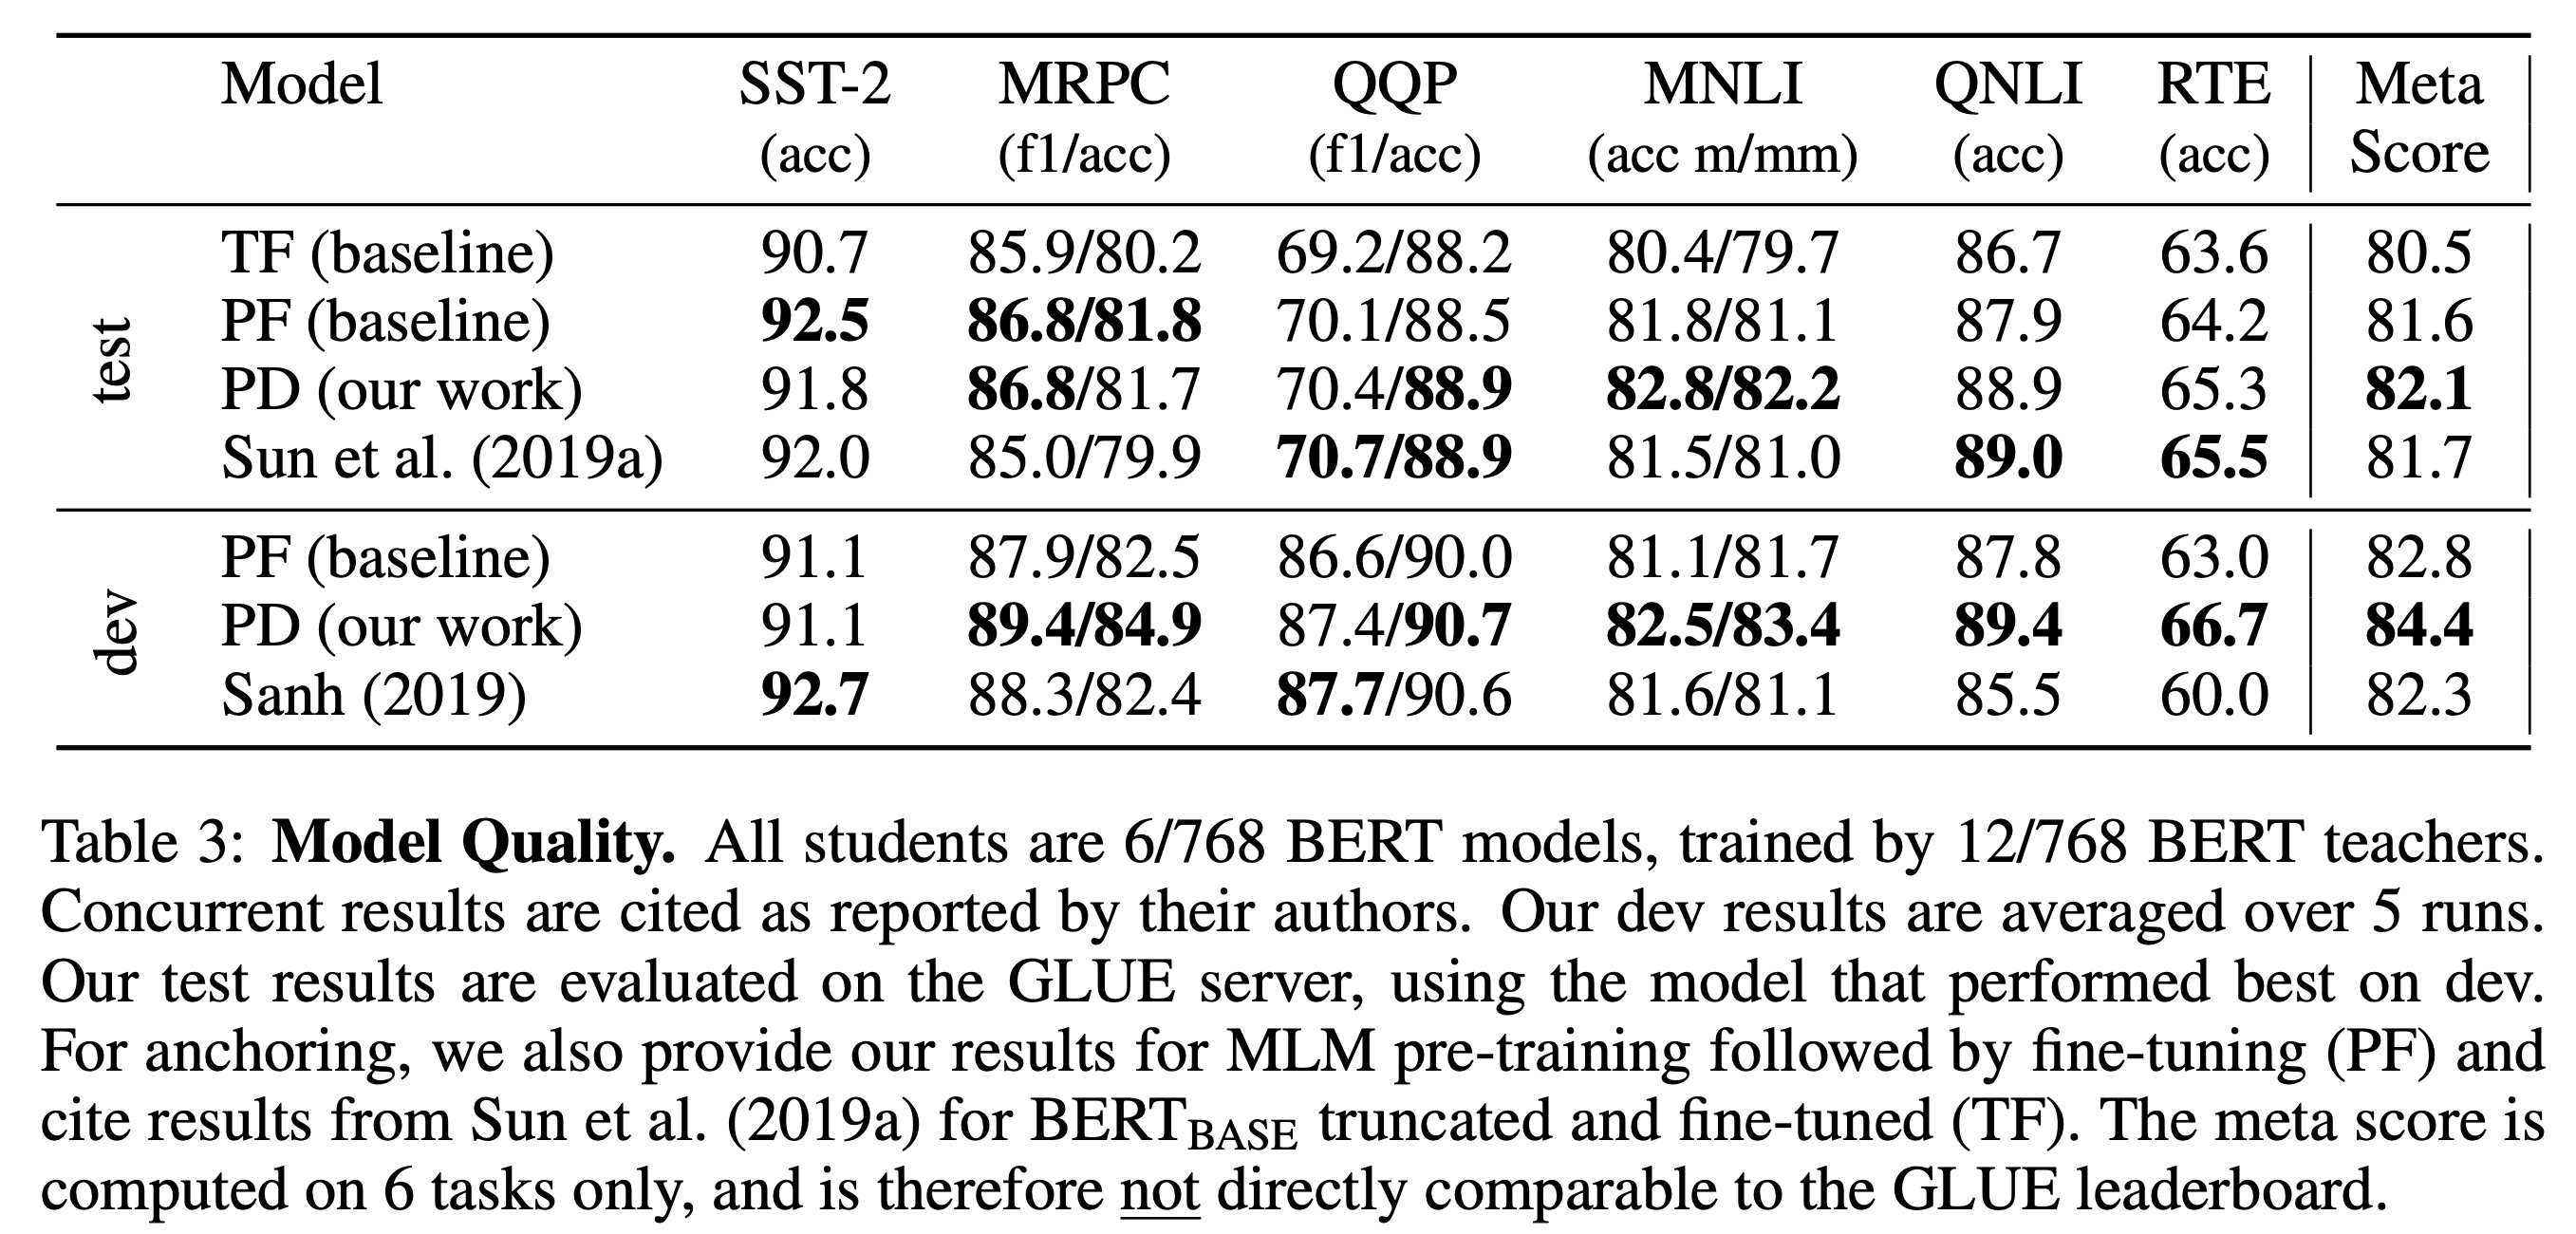 Model SST-2 MRPC QQP MNLI QNLI RTE Meta
(acc) (f1/acc) (f1/acc) (acc m/mm) (acc) (acc) Score
test
TF (baseline) 90.7 85.9/80.2 69.2/88.2 80.4/79.7 86.7 63.6 80.5
PF (baseline) 92.5 86.8/81.8 70.1/88.5 81.8/81.1 87.9 64.2 81.6
PD (our work) 91.8 86.8/81.7 70.4/88.9 82.8/82.2 88.9 65.3 82.1
Sun et al. (2019a) 92.0 85.0/79.9 70.7/88.9 81.5/81.0 89.0 65.5 81.7
dev
PF (baseline) 91.1 87.9/82.5 86.6/90.0 81.1/81.7 87.8 63.0 82.8
PD (our work) 91.1 89.4/84.9 87.4/90.7 82.5/83.4 89.4 66.7 84.4
Sanh (2019) 92.7 88.3/82.4 87.7/90.6 81.6/81.1 85.5 60.0 82.3
Table 3: Model Quality. All students are 6/768 BERT models, trained by 12/768 BERT teachers.
Concurrent results are cited as reported by their authors. Our dev results are averaged over 5 runs.
Our test results are evaluated on the GLUE server, using the model that performed best on dev.
For anchoring, we also provide our results for MLM pre-training followed by fine-tuning (PF) and
cite results from Sun et al. (2019a) for BERTBASE truncated and fine-tuned (TF). The meta score is
computed on 6 tasks only, and is therefore not directly comparable to the GLUE leaderboard.